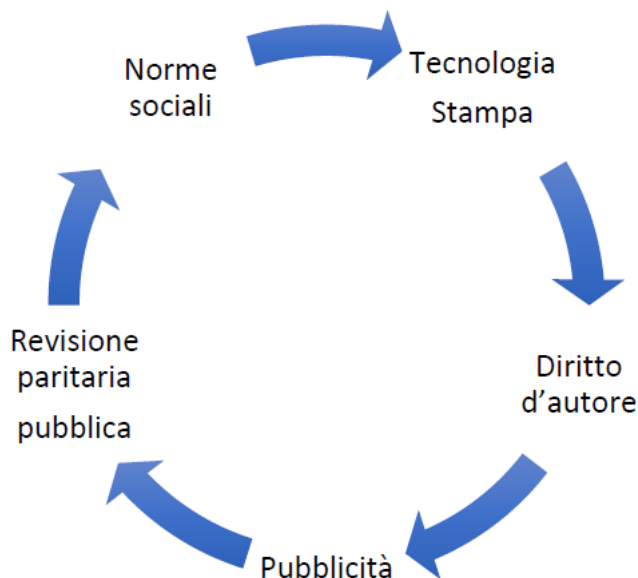 Norme
sociali
Tecnologia
Stampa
Diritto
d’autore
Pubblicità
Revisione
paritaria
pubblica